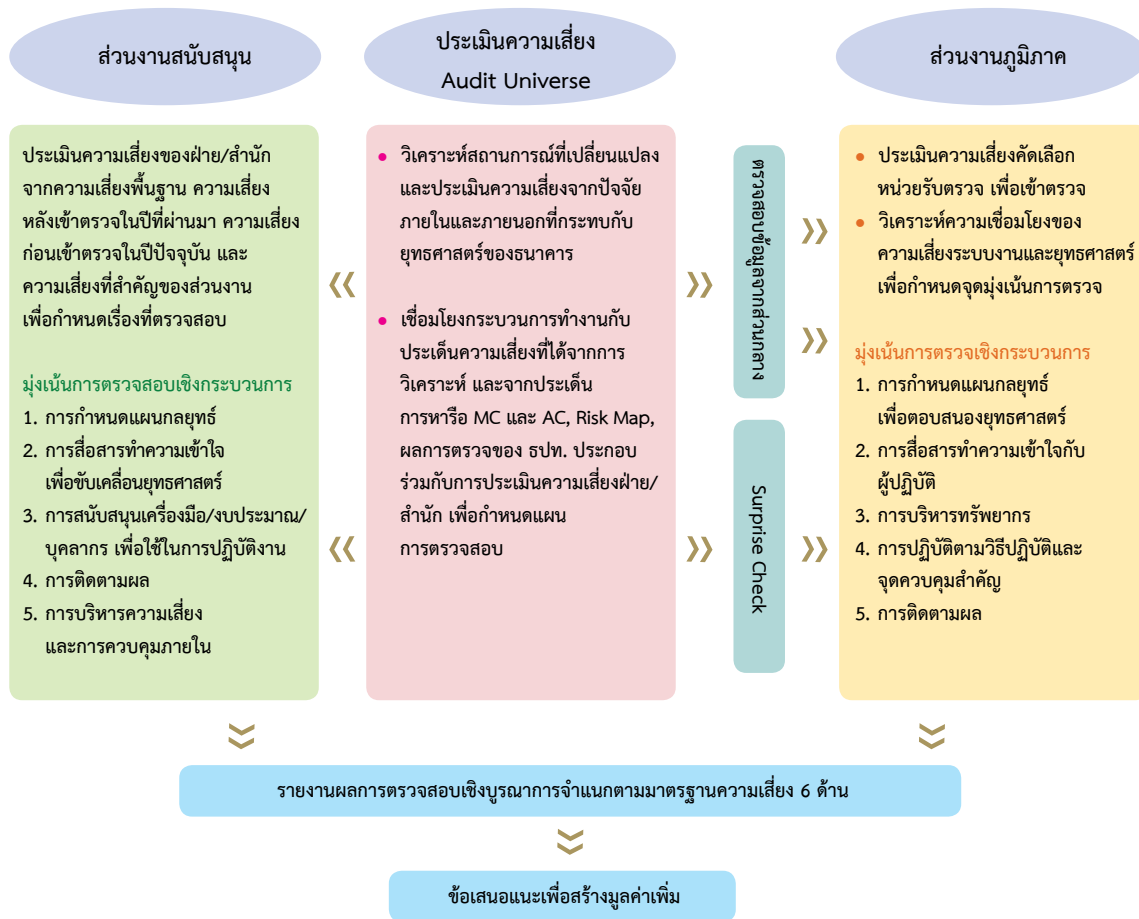 ส่วนงานสนับสนุน
ประเมินความเสี่ยง
Audit Universe
ส่วนงานภูมิภาค
ประเมินความเสี่ยงของฝ่าย/สำนัก
จากความเสี่ยงพื้นฐาน ความเสี่ยง
หลังเข้าตรวจในปีที่ผ่านมา ความเสี่ยง
ก่อนเข้าตรวจในปีปัจจุบัน และ
ความเสี่ยงที่สำคัญของส่วนงาน
เพื่อกำหนดเรื่องที่ตรวจสอบ
มุ่งเน้นการตรวจสอบเชิงกระบวนการ
1. การกำหนดแผนกลยุทธ์
2. การสื่อสารทำความเข้าใจ
เพื่อขับเคลื่อนยุทธศาสตร์
3. การสนับสนุนเครื่องมือ/งบประมาณ/
บุคลากร เพื่อใช้ในการปฏิบัติงาน
4. การติดตามผล
5. การบริหารความเสี่ยง
และการควบคุมภายใน
• วิเคราะห์สถานการณ์ที่เปลี่ยนแปลง
และประเมินความเสี่ยงจากปัจจัย
ภายในและภายนอกที่กระทบกับ
ยุทธศาสตร์ของธนาคาร
• เชื่อมโยงกระบวนการทำงานกับ
ประเด็นความเสี่ยงที่ได้จากการ
วิเคราะห์ และจากประเด็น
การหารือ MC และ AC, Risk Map,
ผลการตรวจของ ธปท. ประกอบ
ร่วมกับการประเมินความเสี่ยงฝ่าย/
สำนัก เพื่อกำหนดแผน
การตรวจสอบ
ตรวจสอบข้อมูลจากส่วนกลาง
Surprise Check
• ประเมินความเสี่ยงคัดเลือก
หน่วยรับตรวจ เพื่อเข้าตรวจ
• วิเคราะห์ความเชื่อมโยงของ
ความเสี่ยงระบบงานและยุทธศาสตร์
เพื่อกำหนดจุดมุ่งเน้นการตรวจ
มุ่งเน้นการตรวจเชิงกระบวนการ
1. การกำหนดแผนกลยุทธ์
เพื่อตอบสนองยุทธศาสตร์
2. การสื่อสารทำความเข้าใจกับ
ผู้ปฏิบัติ
3. การบริหารทรัพยากร
4. การปฏิบัติตามวิธีปฏิบัติและ
จุดควบคุมสำคัญ
5. การติดตามผล
รายงานผลการตรวจสอบเชิงบูรณาการจำแนกตามมาตรฐานความเสี่ยง 6 ด้าน
ข้อเสนอแนะเพื่อสร้างมูลค่าเพิ่ม